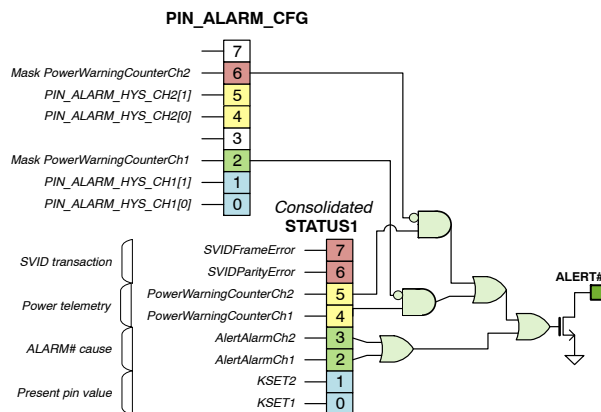 PIN_ALARM_CFG
7
Mask PowerWarningCounterCh2 6
PIN_ALARM_HYS_CH2[1] 5
PIN_ALARM_HYS_CH2[0] 4
3
Mask PowerWarningCounterCh1 2
PIN_ALARM_HYS_CH1[1] 1
PIN_ALARM_HYS_CH1[0] 0
Consolidated
STATUS1
SVID transaction
SVIDFrameError 7
SVIDParityError 6
Power telemetry
PowerWarningCounterCh2 5
PowerWarningCounterCh1 4
ALARM# cause
AlertAlarmCh2 3
AlertAlarmCh1 2
Present pin value
KSET2 1
KSET1 0
ALERT#